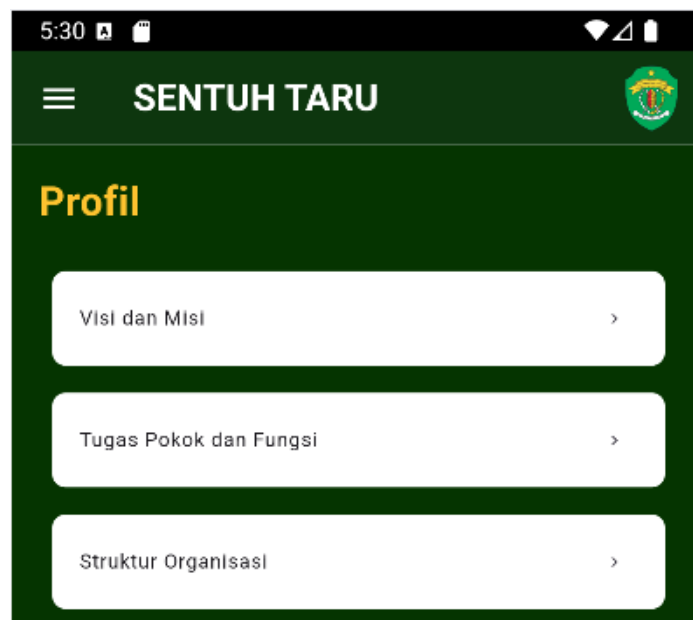 5:30
SENTUH TARU
Profil
Visi dan Misi
Tugas Pokok dan Fungsi
Struktur Organisasi